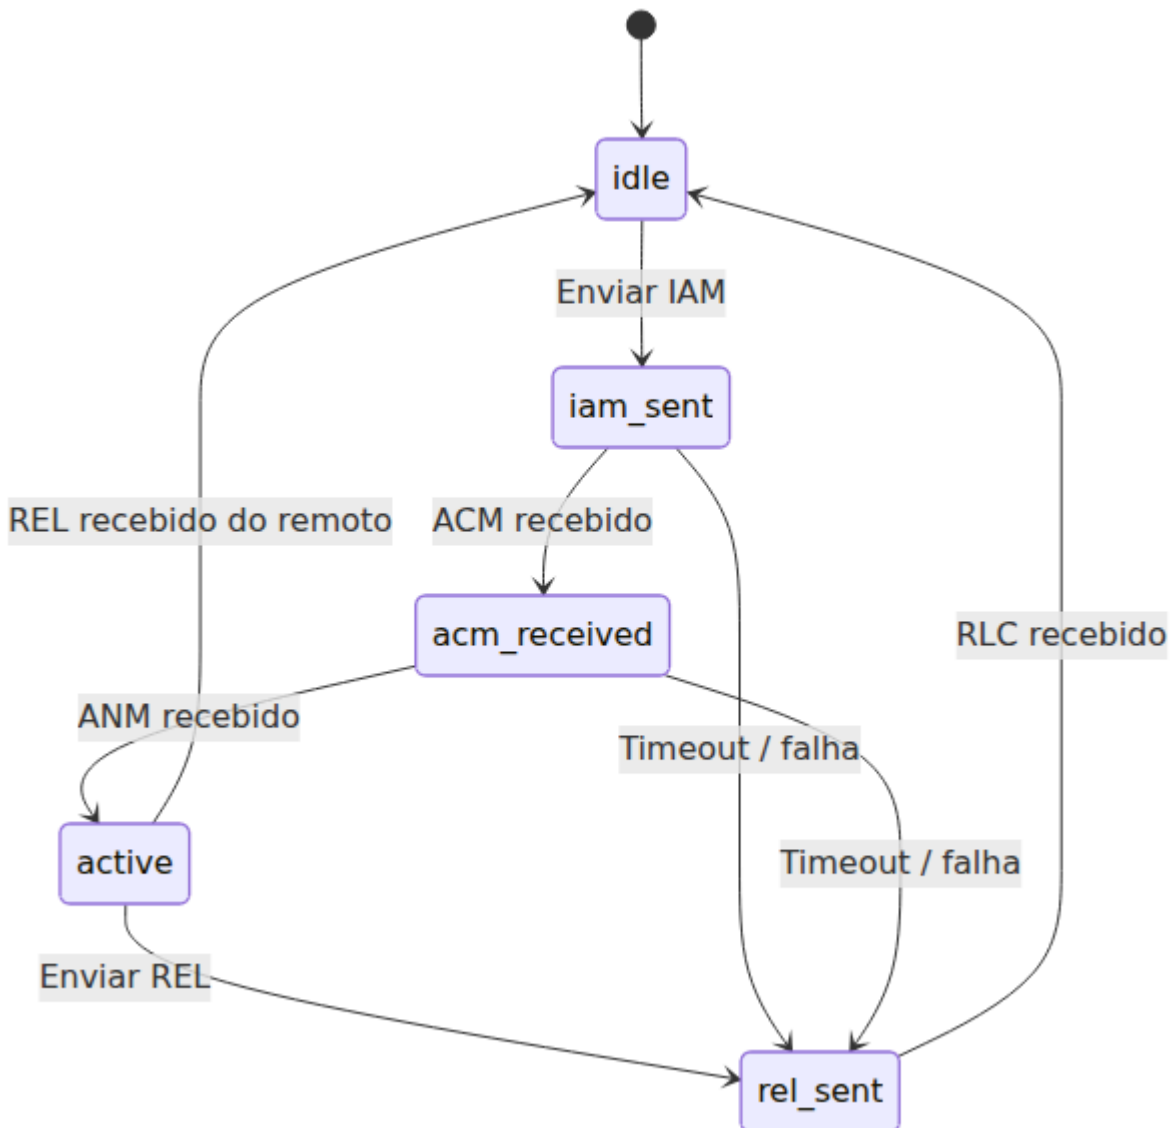 idle
Enviar IAM
iam_sent
REL recebido do remoto
ACM recebido
acm_received
RLC recebido
ANM recebido
Timeout / falha
active
Timeout / falha
Enviar REL
rel_sent